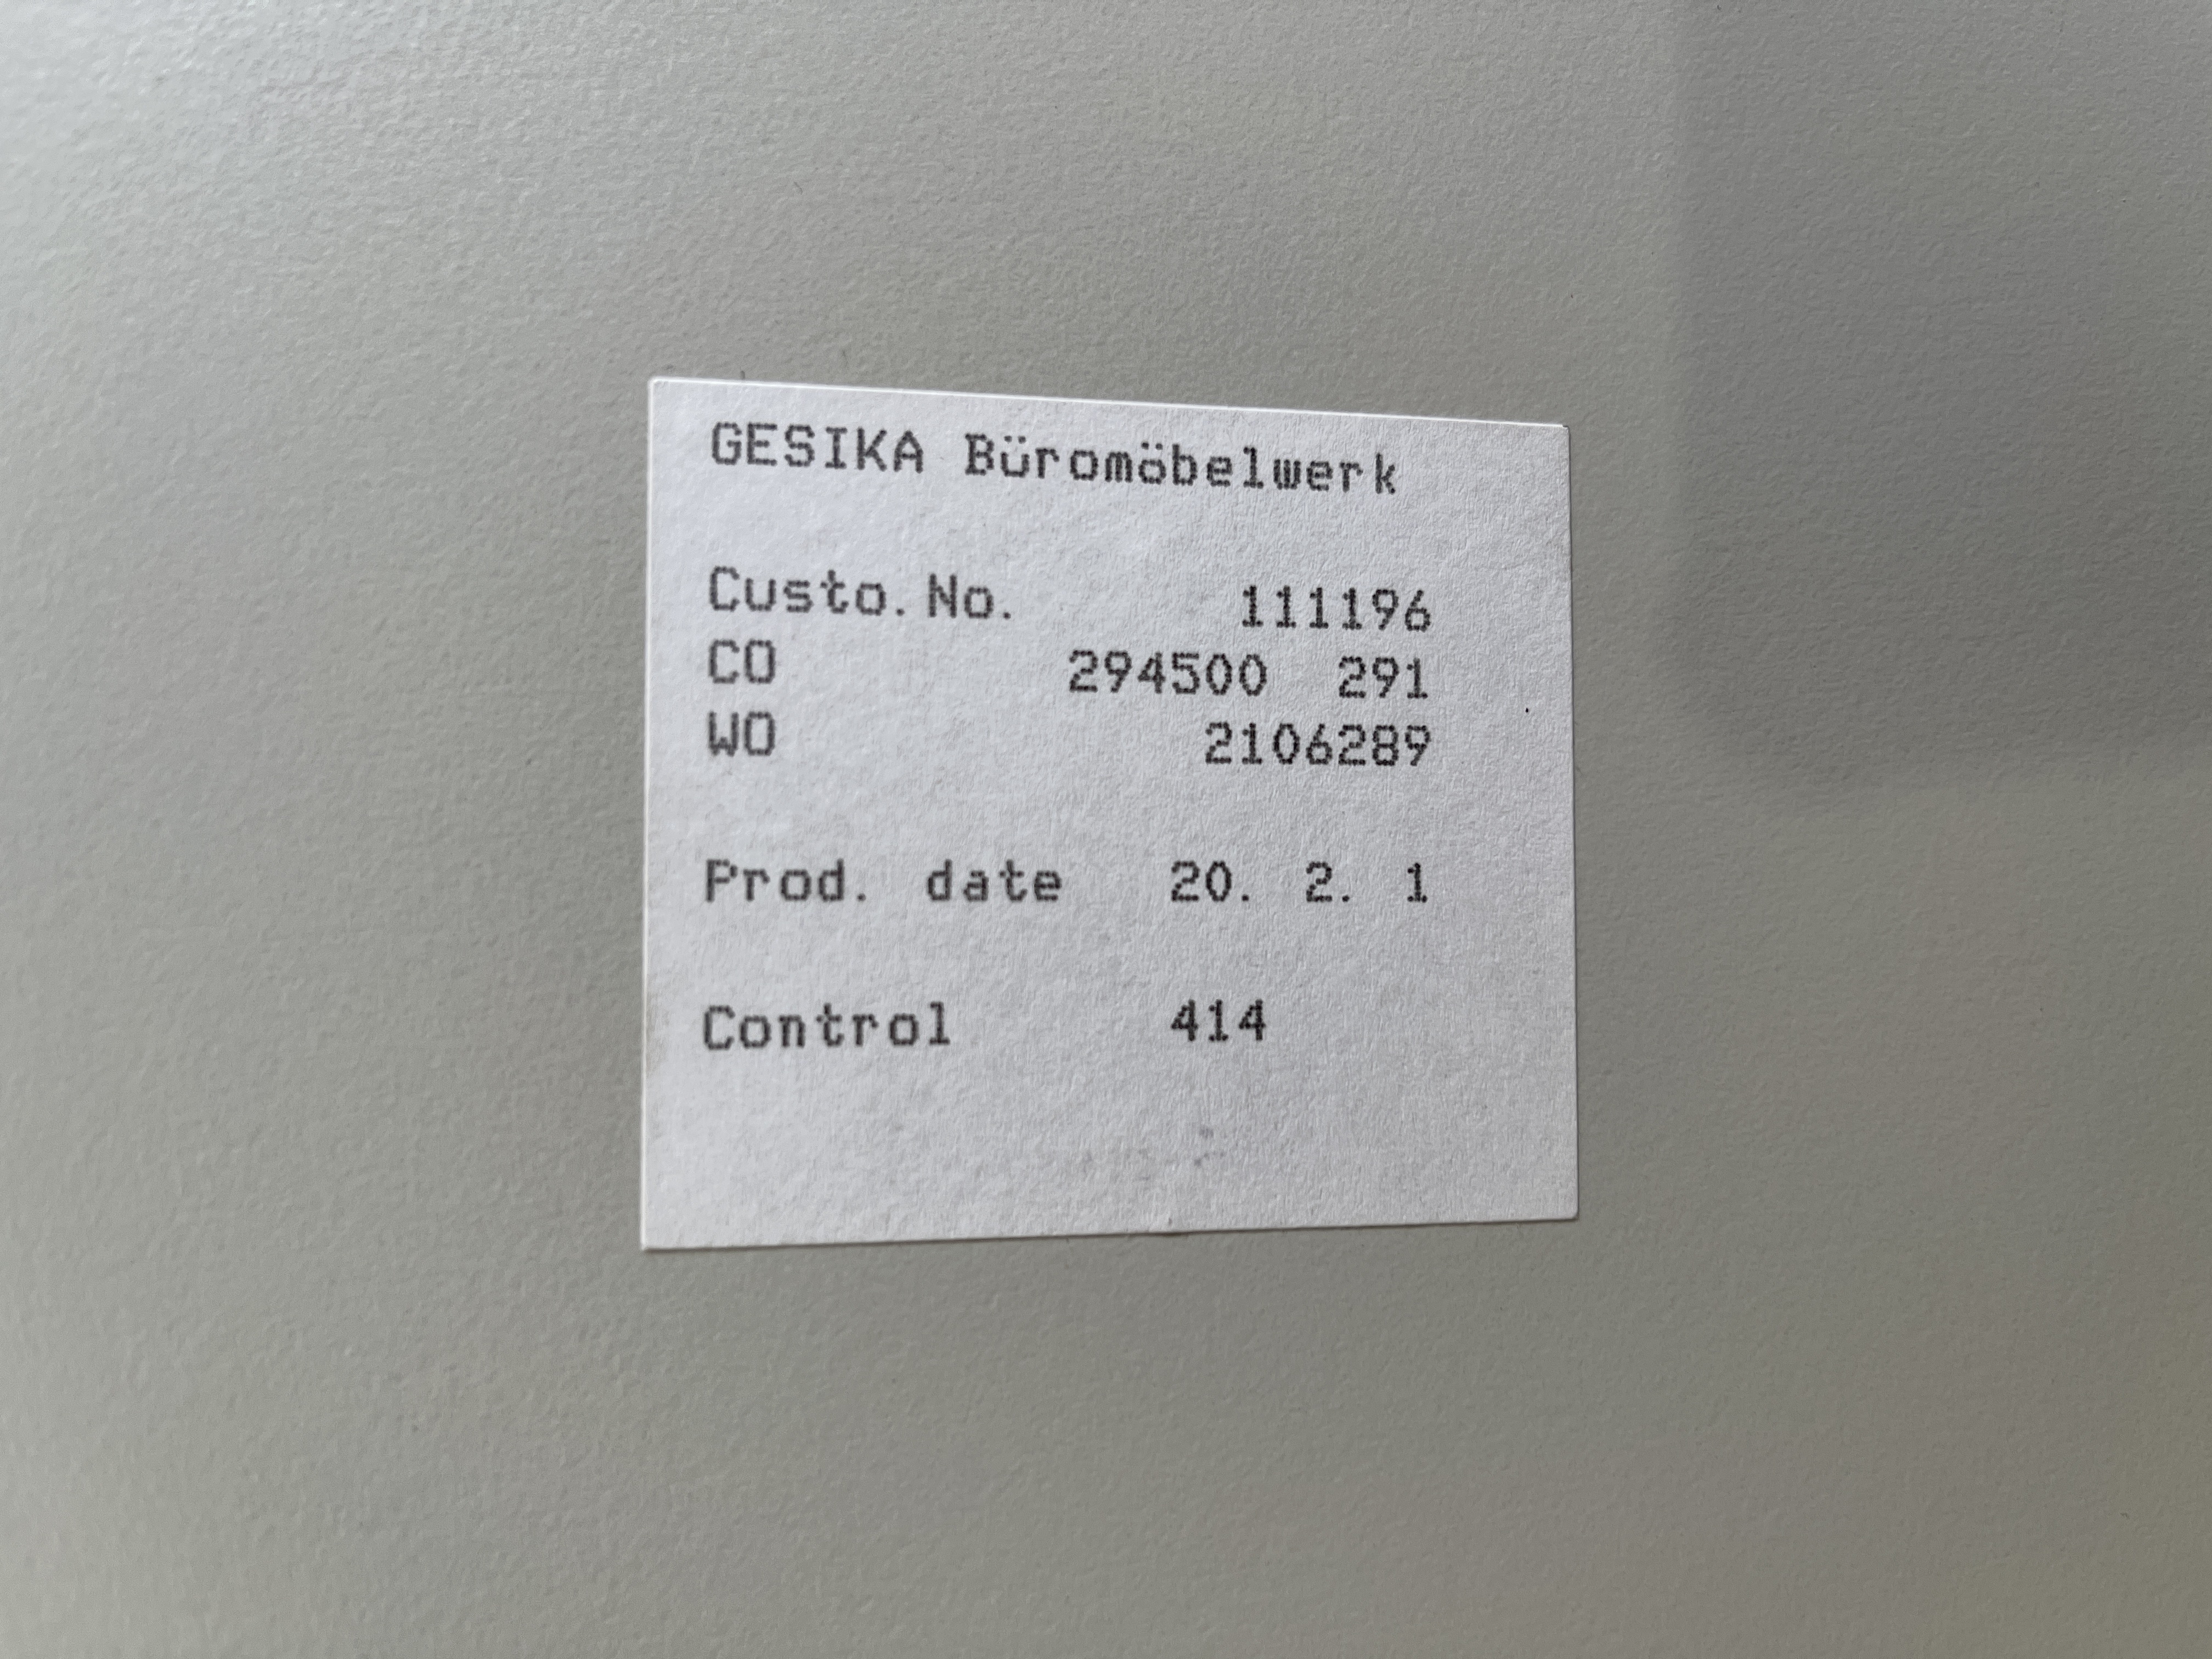 GESIKA Büromöbelwerk
Custo. No. 111196
CO 294500 291
WO 2106289
Prod. date 20. 2. 1
Control 414